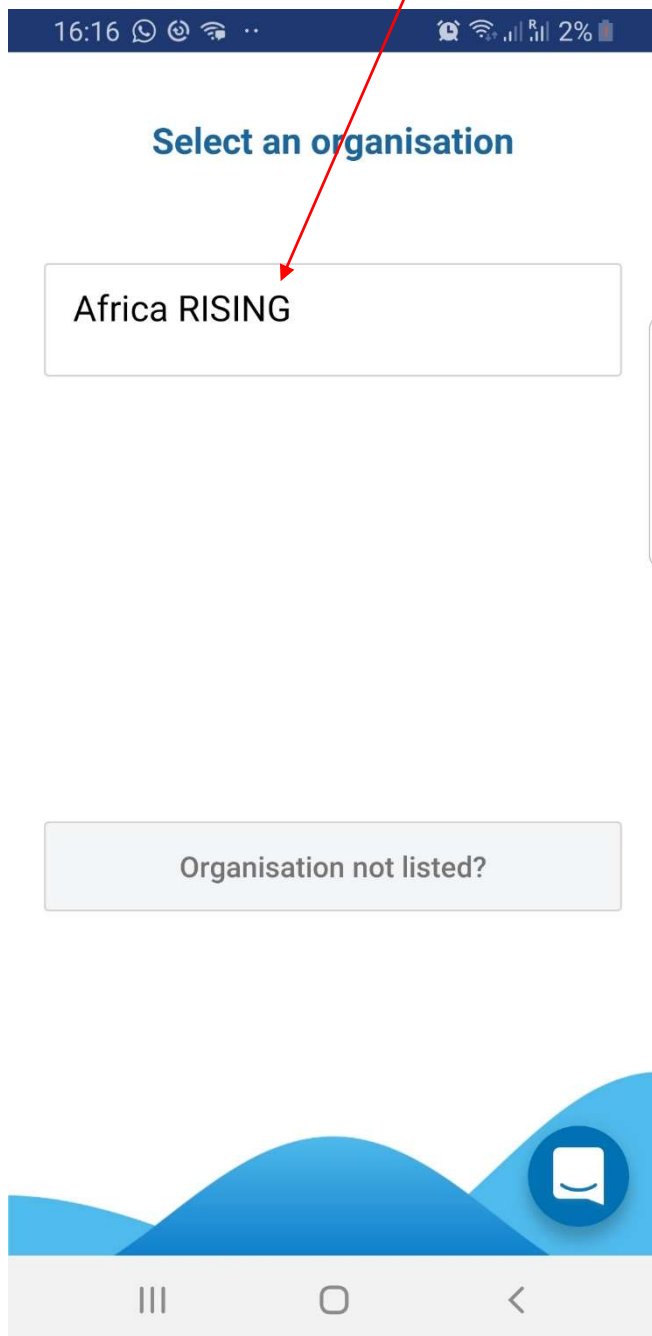 16:16 R 2%
Select an organisation
Africa RISING
Organisation not listed?